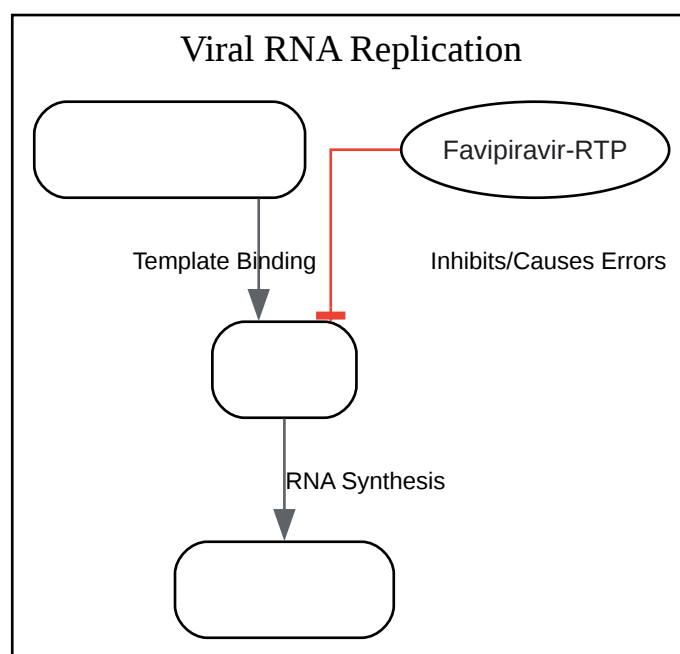 Viral RNA Replication
Favipiravir-RTP
Template Binding
Inhibits/Causes Errors
RNA Synthesis